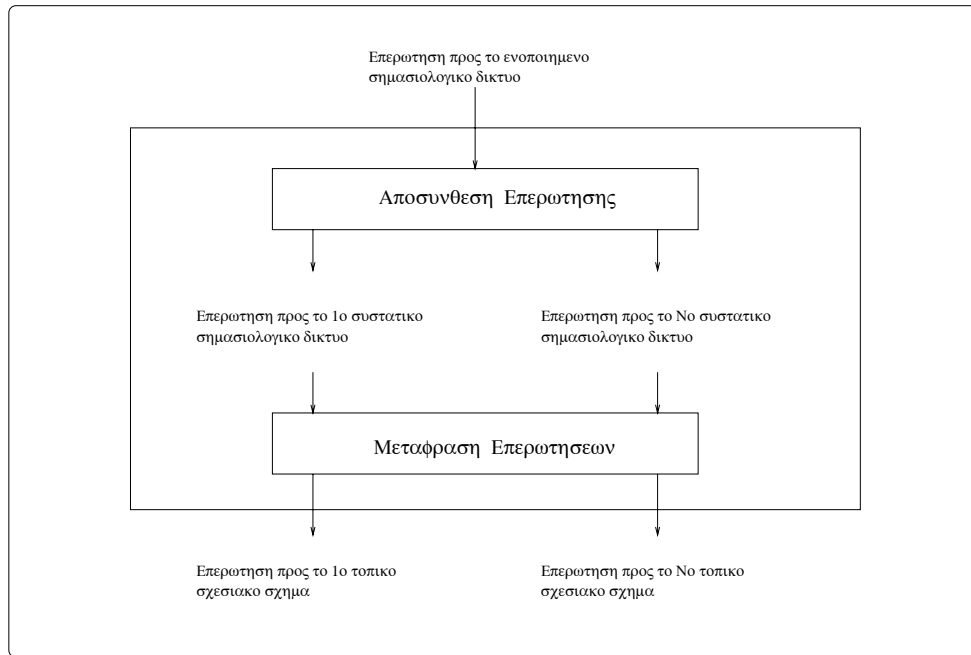 Επερωτηση προς το ενοποιημενο
σημασιολογικο δικτυο
Αποσυνθεση Επερωτησης
Επερωτηση προς το 1ο συστατικο
σημασιολογικο δικτυο
Επερωτηση προς το Νο συστατικο
σημασιολογικο δικτυο
Μεταφραση Επερωτησεων
Επερωτηση προς το 1ο τοπικο
σχεσιακο σχημα
Επερωτηση προς το Νο τοπικο
σχεσιακο σχημα